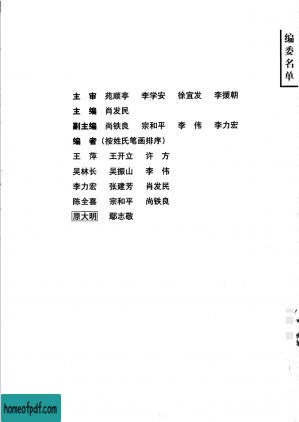 编委名单
主 审 苑顺亭 李学安 徐宜发 李援朝
主 编 肖发民
副主编 尚铁良 宗和平 李 伟 李力宏
编 者 (按姓氏笔画排序)
王 萍 王开立 许 方
吴林长 吴振山 李 伟
李力宏 张建芳 肖发民
陈全喜 宗和平 尚铁良
原大明 鄢志敬
homeofpdf.com